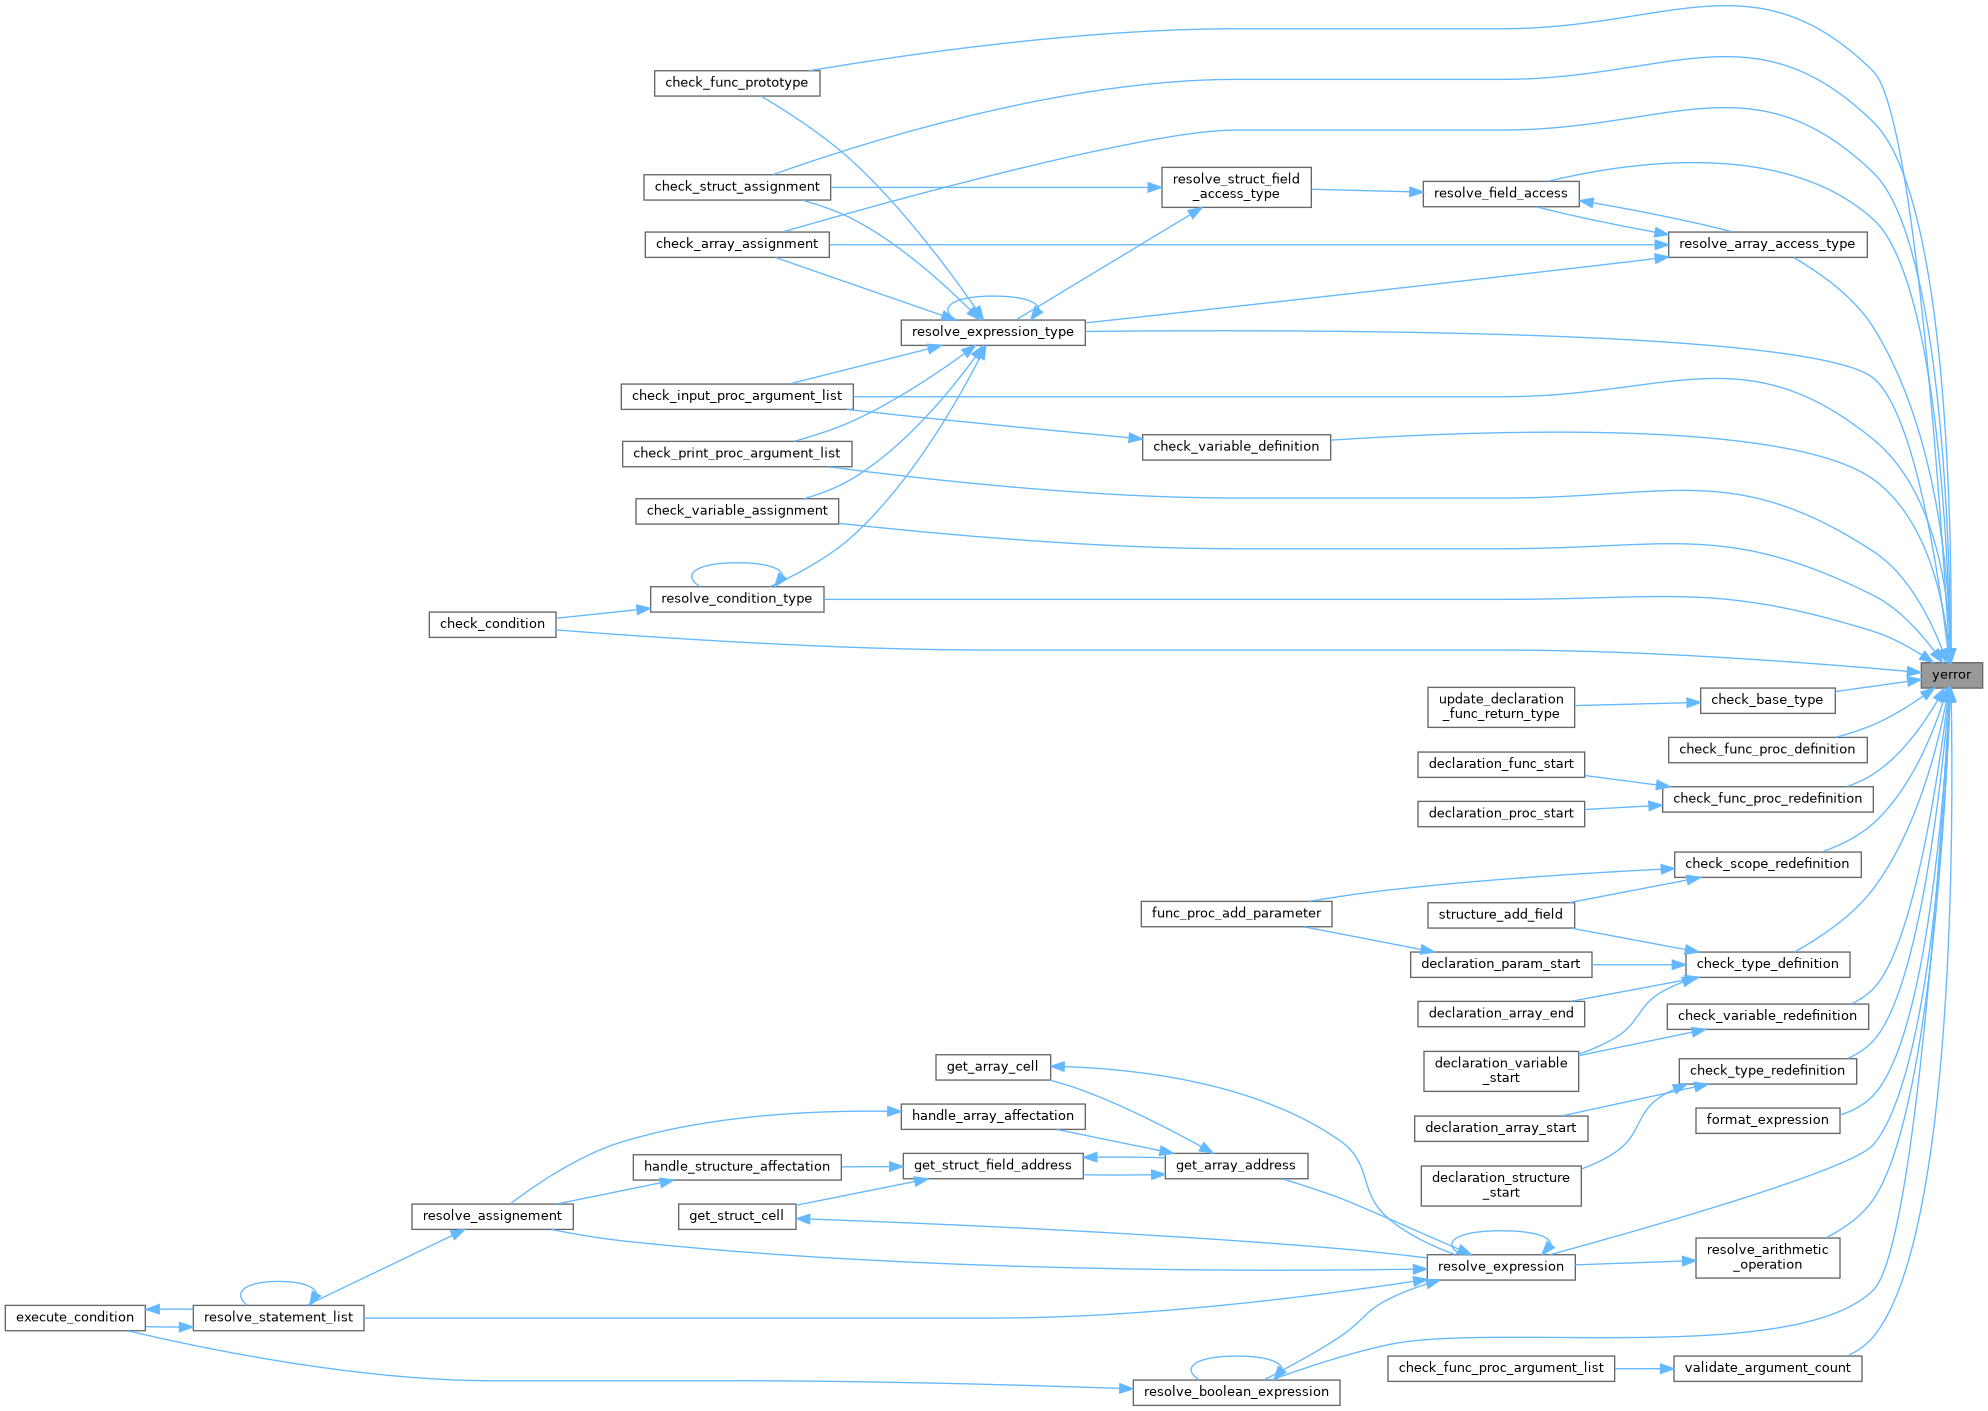 check_func_prototype
check_struct_assignment
resolve_struct_field
_access_type
resolve_field_access
check_array_assignment
resolve_array_access_type
resolve_expression_type
check_input_proc_argument_list
check_variable_definition
check_print_proc_argument_list
check_variable_assignment
resolve_condition_type
check_condition
yerror
update_declaration
_func_return_type
check_base_type
check_func_proc_definition
declaration_func_start
check_func_proc_redefinition
declaration_proc_start
check_scope_redefinition
func_proc_add_parameter
structure_add_field
declaration_param_start
check_type_definition
declaration_array_end
check_variable_redefinition
declaration_variable
_start
get_array_cell
check_type_redefinition
handle_array_affectation
declaration_array_start
format_expression
handle_structure_affectation
get_struct_field_address
get_array_address
declaration_structure
_start
resolve_assignement
get_struct_cell
resolve_expression
resolve_arithmetic
_operation
execute_condition
resolve_statement_list
check_func_proc_argument_list
validate_argument_count
resolve_boolean_expression